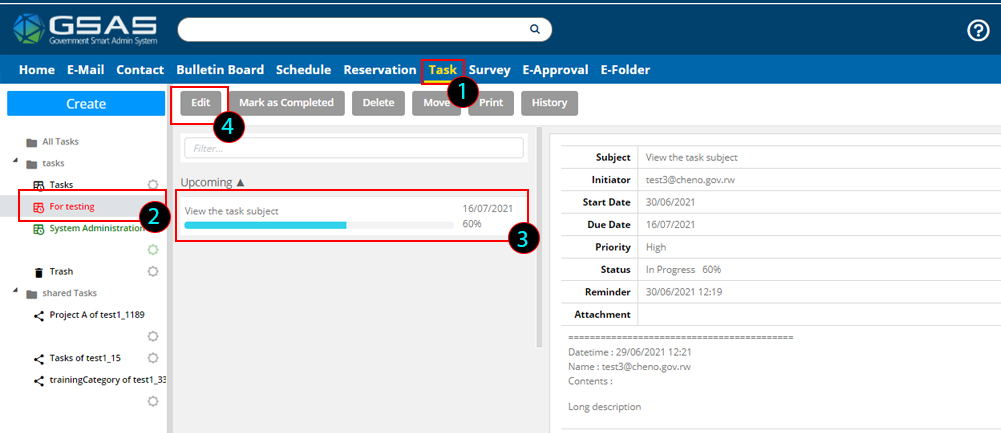 GSAS
Government Smart Admin System
Home E-Mail Contact Bulletin Board Schedule Reservation Task Survey E-Approval E-Folder
1
Create
Edit Mark as Completed Delete Move Print History
4
All Tasks
tasks
Tasks
For testing
2
System Administration
Trash
shared Tasks
Project A of test1_1189
Tasks of test1_15
trainingCategory of test1_33
Filter...
Upcoming ▲
View the task subject 16/07/2021
60%
3
Subject View the task subject
Initiator test3@cheno.gov.rw
Start Date 30/06/2021
Due Date 16/07/2021
Priority High
Status In Progress 60%
Reminder 30/06/2021 12:19
Attachment
==========================================
Datetime : 29/06/2021 12:21
Name : test3@cheno.gov.rw
Contents :
Long description